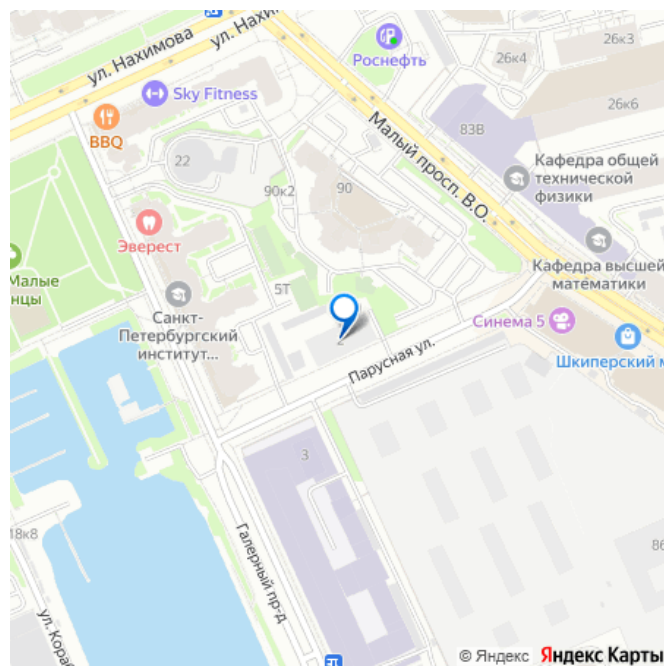 ул. Нахимова
ул. Нахи
Роснефть
26к3
26к4
26к6
Sky Fitness
BBQ
83В
22
90к2
90
Малый просп. В.О.
Кафедра общей
технической
физики
Эверест
Малые
нцы
5Т
Кафедра высшей
математики
Санкт-
Петербургский
институт...
2
Парусная ул.
Синема 5
Шкиперский м
3
18к8
Галерный пр-д
86
ул. Кораб
© Яндекс Яндекс Карты